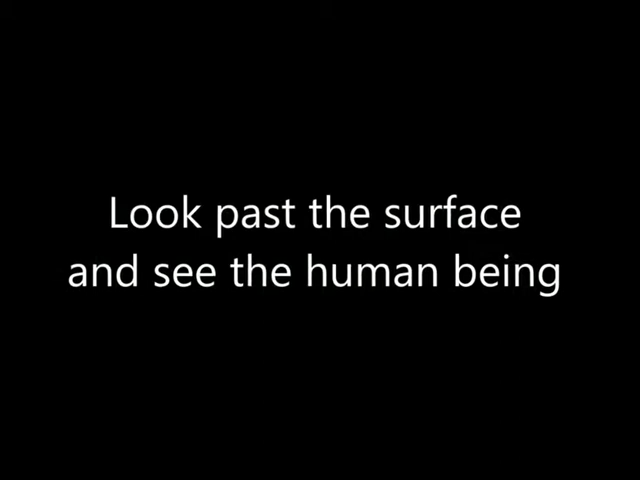 Look past the surface
and see the human being